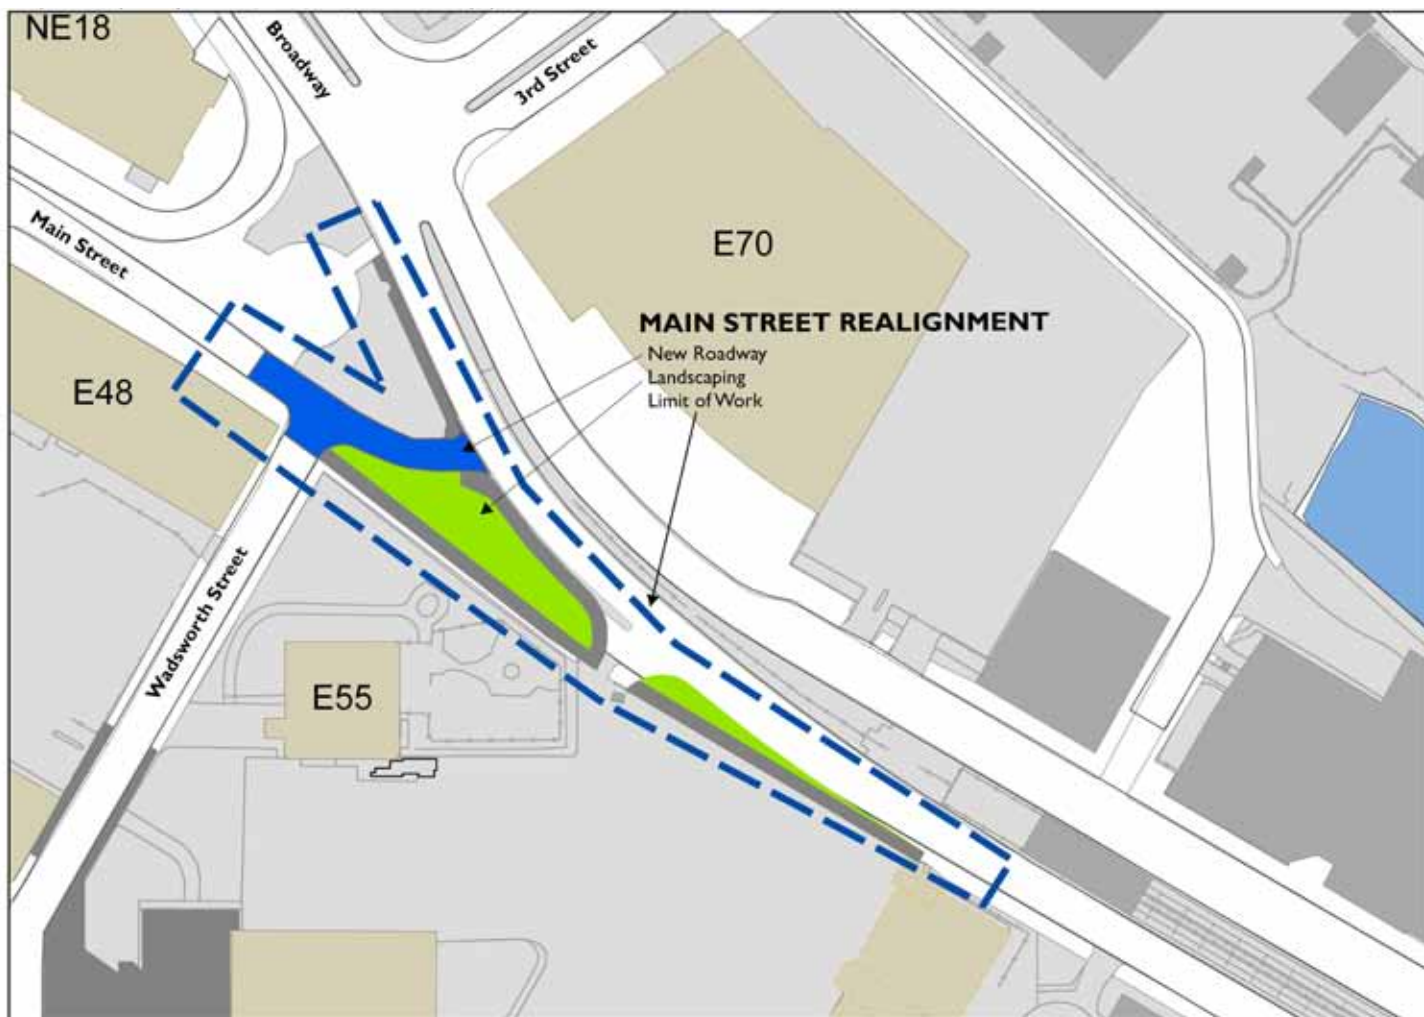 NE18
Broadway
3rd Street
Main Street
E70
MAIN STREET REALIGNMENT
New Roadway
Landscaping
Limit of Work
E48
Wadsworth Street
E55